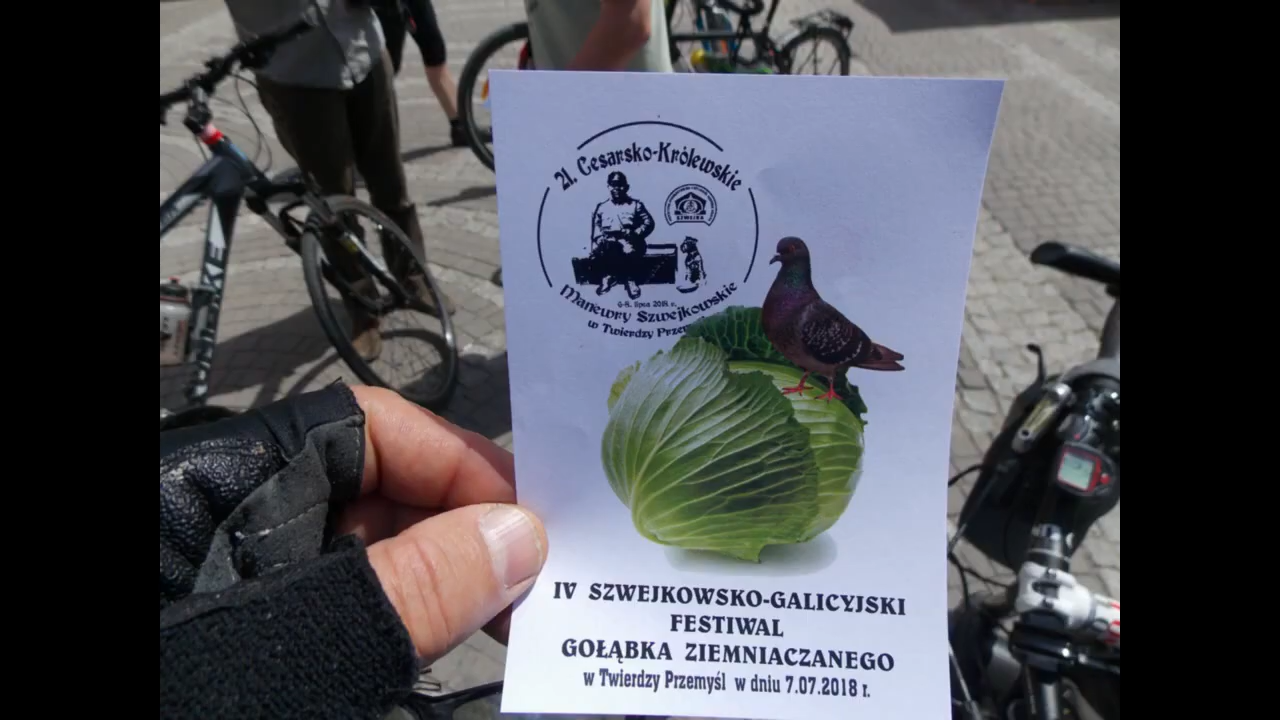 21. Cesarsko-Królewskie
SZWEJKA
6-8. lipca 2018 r.
Manewry Szwejkowskie
w Twierdzy
IV SZWEJKOWSKO-GALICYJSKI
FESTIWAL
GOŁĄBKA ZIEMNIACZANEGO
w Twierdzy Przemyśl w dniu 7.07.2018 r.